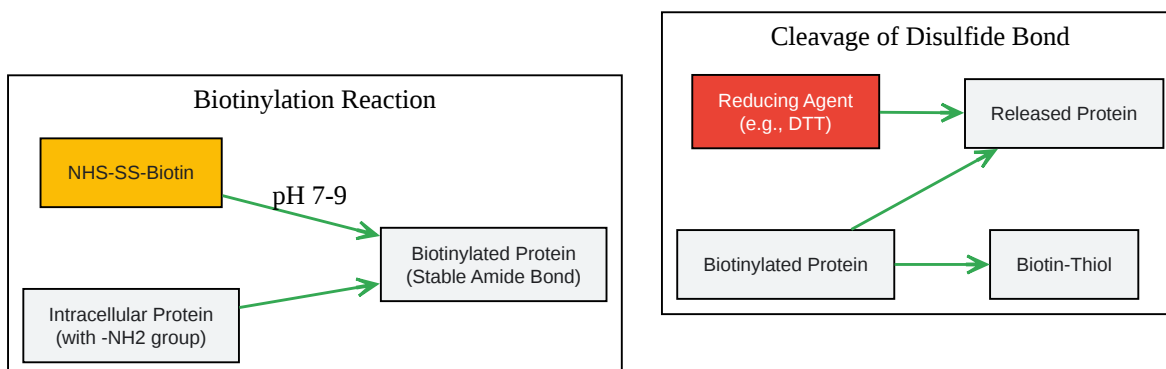 Biotinylation Reaction
NHS-SS-Biotin
pH 7-9
Biotinylated Protein
(Stable Amide Bond)
Intracellular Protein
(with -NH2 group)
Cleavage of Disulfide Bond
Reducing Agent
(e.g., DTT)
Released Protein
Biotinylated Protein
Biotin-Thiol